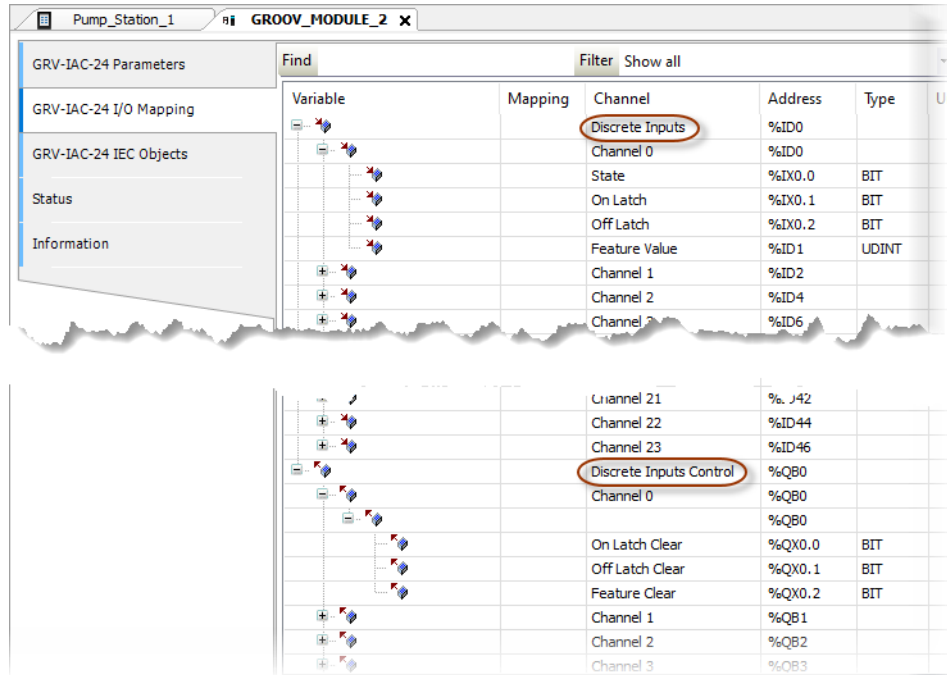 Pump_Station_1 GROOV_MODULE_2 X
GRV-IAC-24 Parameters
GRV-IAC-24 I/O Mapping
GRV-IAC-24 IEC Objects
Status
Information
Find Filter Show all
Variable Mapping Channel Address Type U
Discrete Inputs %ID0
Channel 0 %ID0
State %IX0.0 BIT
On Latch %IX0.1 BIT
Off Latch %IX0.2 BIT
Feature Value %ID1 UDINT
Channel 1 %ID2
Channel 2 %ID4
Channel %ID6
Channel 21
Channel 22 %ID44
Channel 23 %ID46
Discrete Inputs Control %QB0
Channel 0 %QB0
%QB0
On Latch Clear %QX0.0 BIT
Off Latch Clear %QX0.1 BIT
Feature Clear %QX0.2 BIT
Channel 1 %QB1
Channel 2 %QB2
Channel 3 %QB3